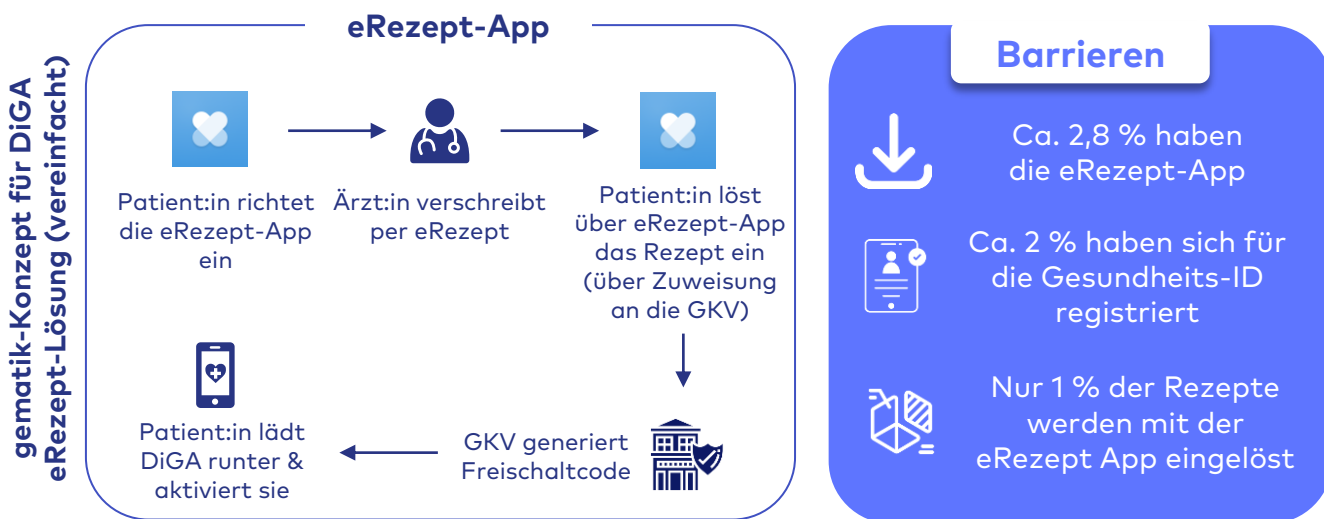 gematik-Konzept für DiGA
eRezept-Lösung (vereinfacht)
eRezept-App
Patient:in richtet
die eRezept-App
ein
Ärzt:in verschreibt
per eRezept
Patient:in löst
über eRezept-App
das Rezept ein
(über Zuweisung
an die GKV)
GKV generiert
Freischaltcode
Patient:in lädt
DiGA runter &
aktiviert sie
Barrieren
Ca. 2,8 % haben
die eRezept-App
Ca. 2 % haben sich für
die Gesundheits-ID
registriert
Nur 1 % der Rezepte
werden mit der
eRezept App eingelöst